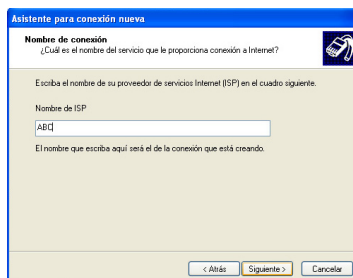 Asistente para conexión nueva
Nombre de conexión
¿Cuál es el nombre del servicio que le proporciona conexión a Internet?
Escriba el nombre de su proveedor de servicios Internet (ISP) en el cuadro siguiente.
Nombre de ISP
ABC
El nombre que escriba aquí será el de la conexión que está creando.
< Atrás Siguiente > Cancelar